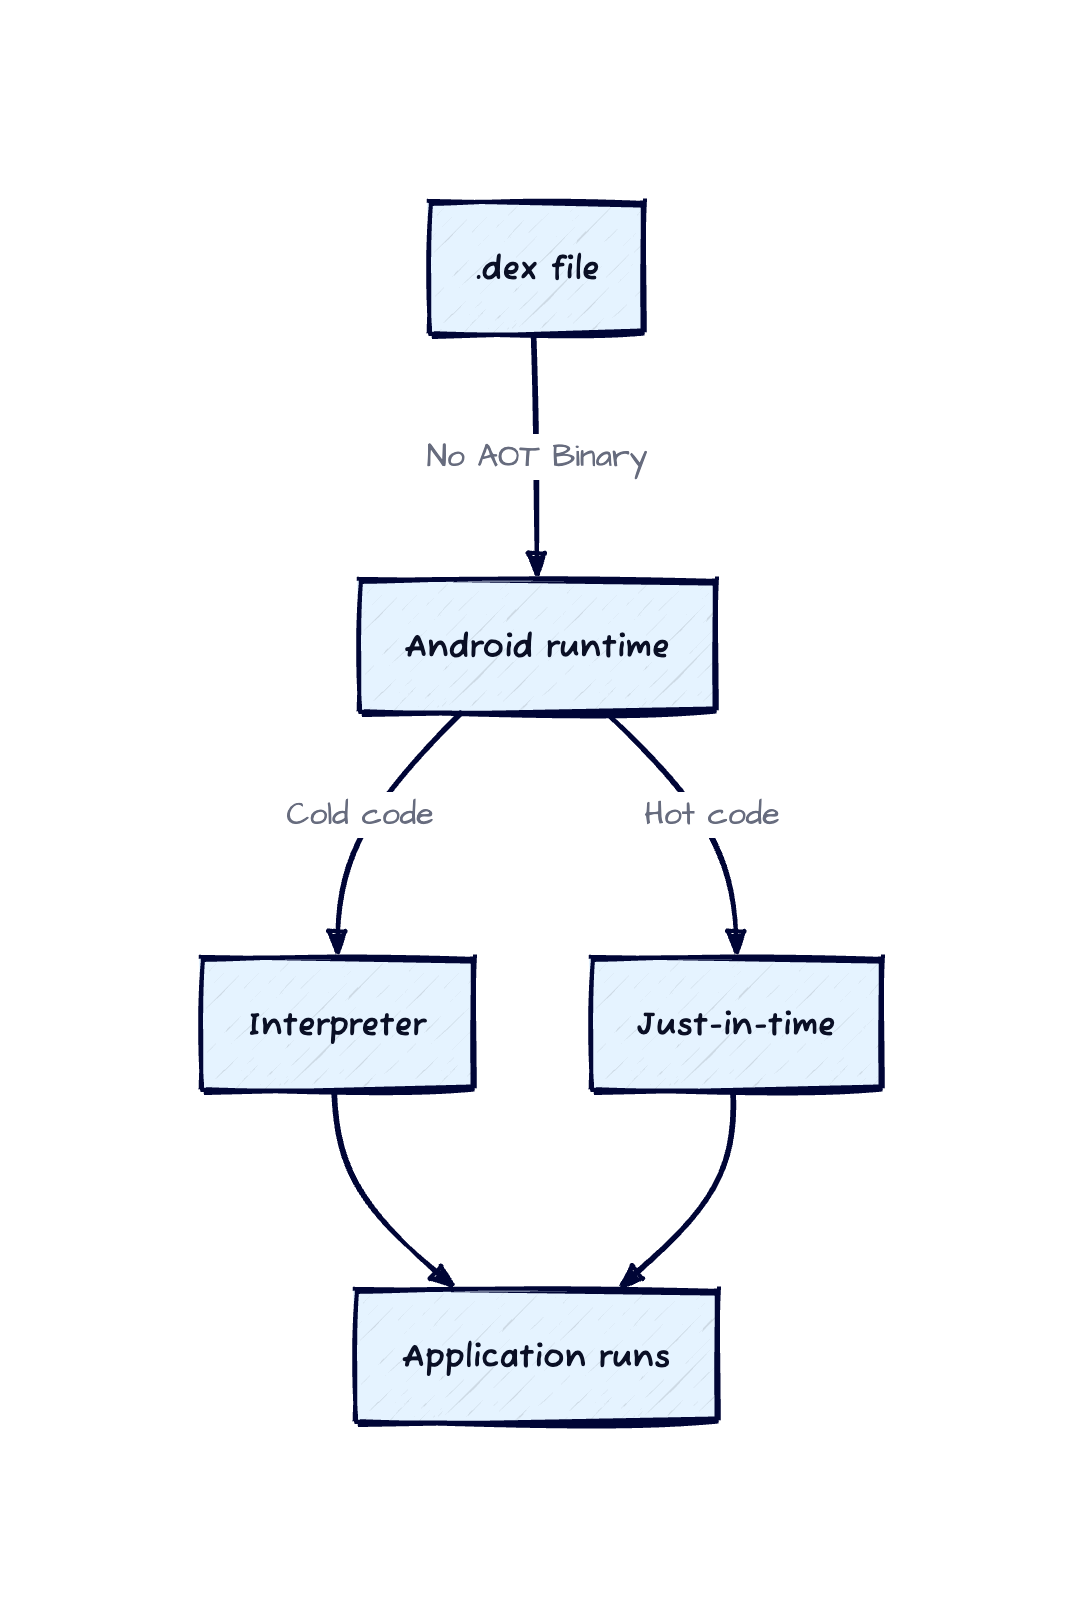 .dex file
No AOT Binary
Android runtime
Cold code
Hot code
Interpreter
Just-in-time
Application runs